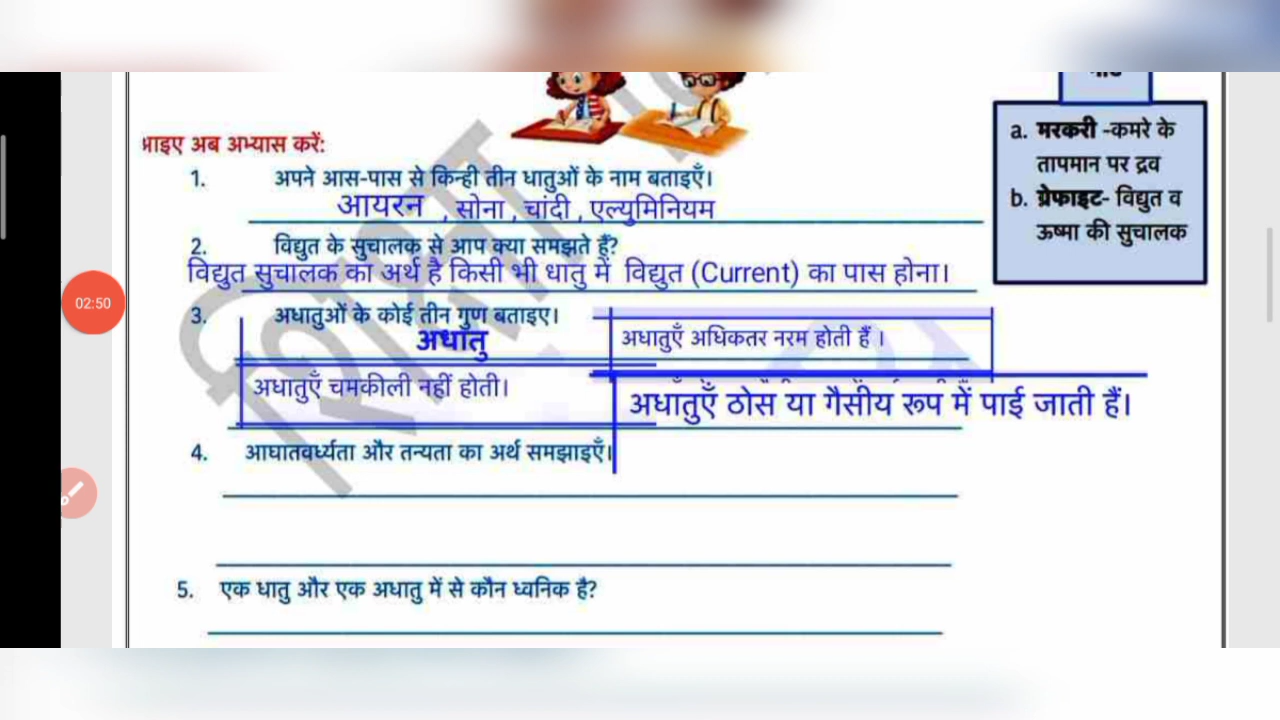 नोट
a. मरकरी -कमरे के
तापमान पर द्रव
b. ग्रेफाइट- विद्युत व
ऊष्मा की सुचालक
आइए अब अभ्यास करें:
1. अपने आस-पास से किन्ही तीन धातुओं के नाम बताइएँ।
आयरन , सोना , चांदी , एल्युमिनियम
2. विद्युत के सुचालक से आप क्या समझते हैं?
विद्युत सुचालक का अर्थ है किसी भी धातु में विद्युत (Current) का पास होना।
02:50
3. अधातुओं के कोई तीन गुण बताइए।
अधातु
अधातुएँ अधिकतर नरम होती हैं ।
अधातुएँ चमकीली नहीं होती।
अधातुएँ ठोस या गैसीय रूप में पाई जाती हैं।
4. आघातवर्ध्यता और तन्यता का अर्थ समझाइएँ।
5. एक धातु और एक अधातु में से कौन ध्वनिक है?